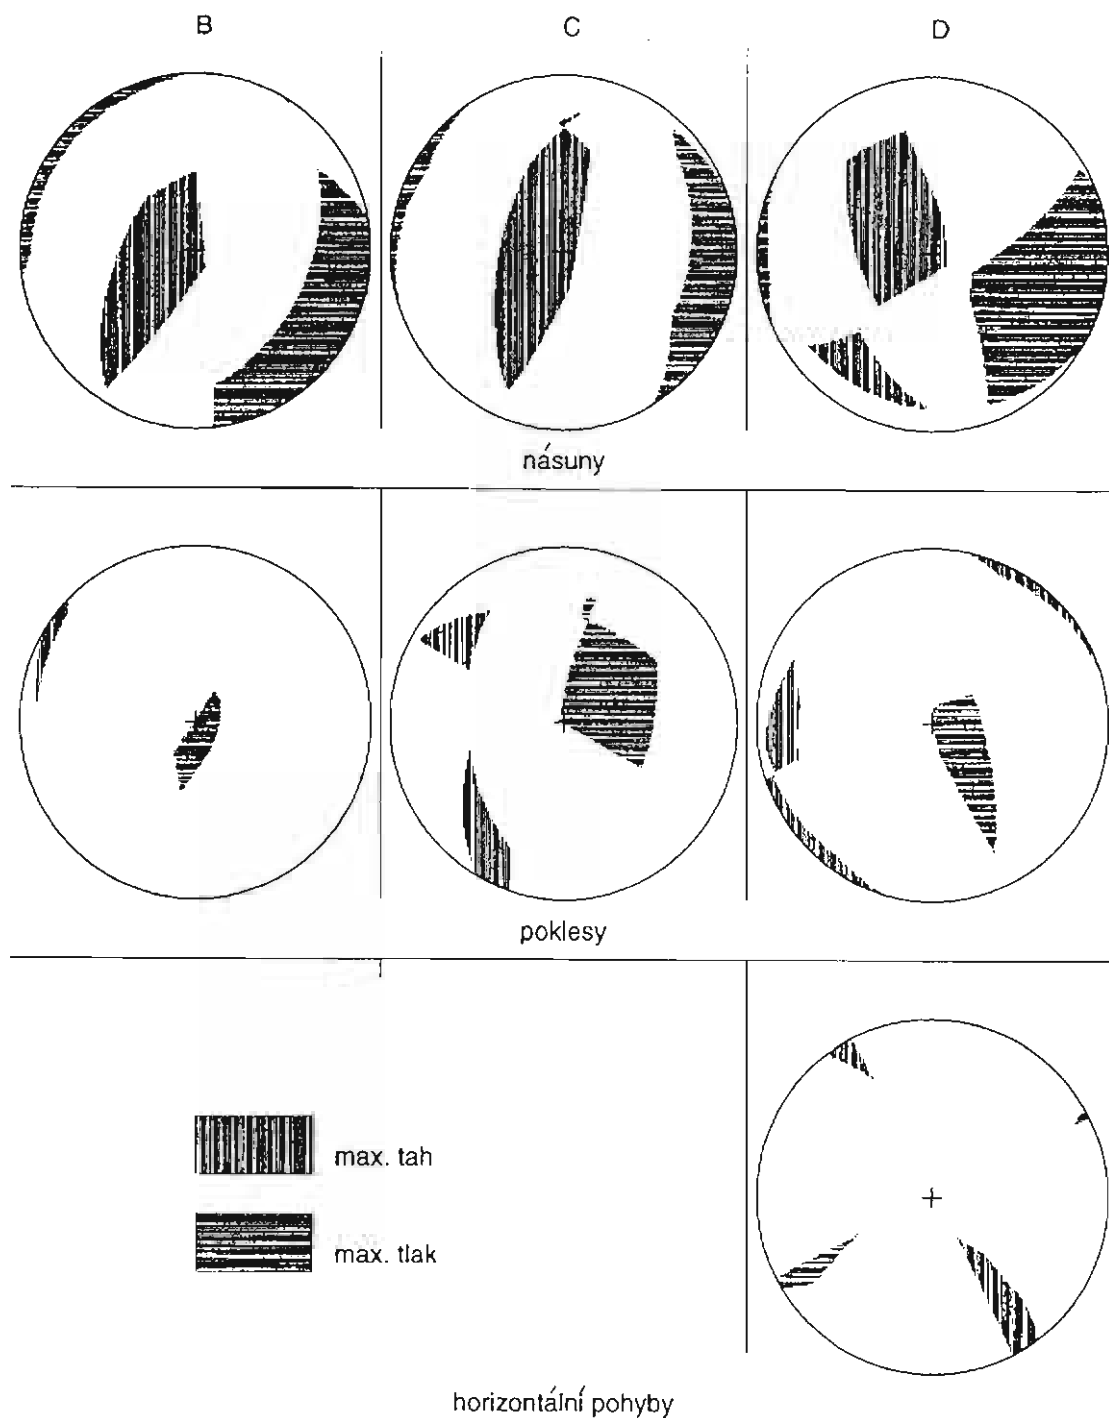 B
C
D
násuny
poklesy
max. tah
max. tlak
horizontální pohyby